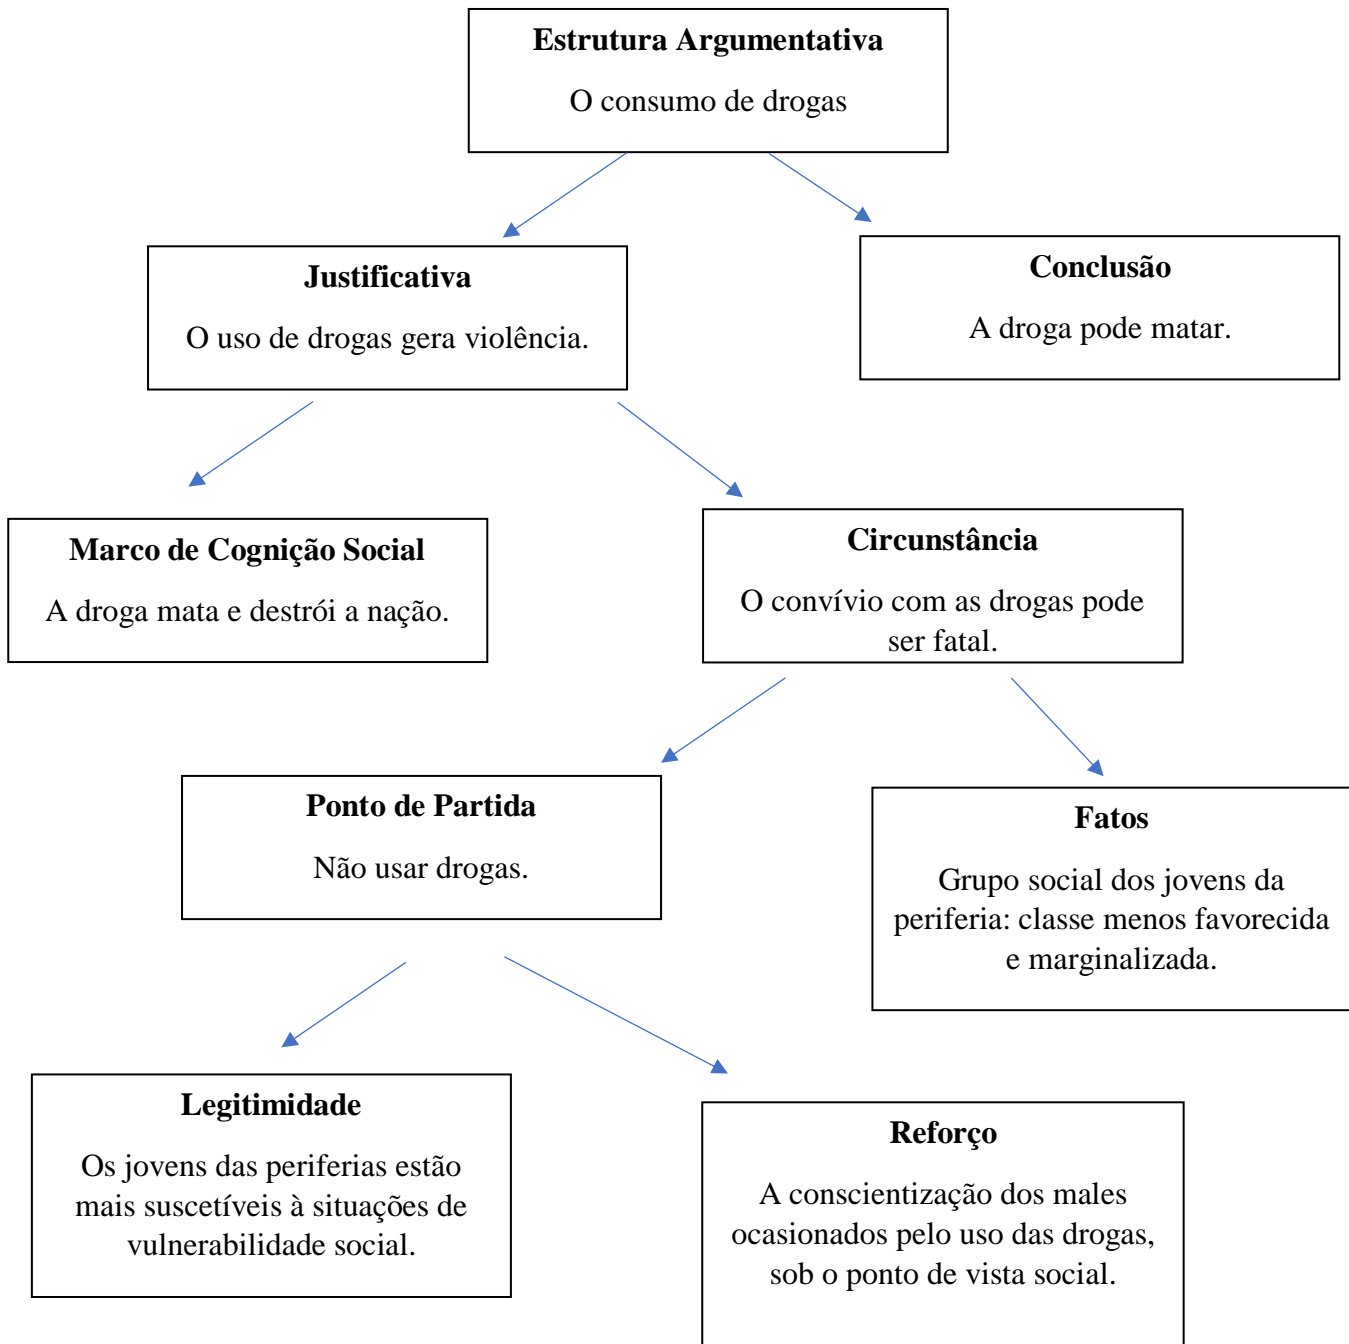 Estrutura Argumentativa
O consumo de drogas
Justificativa
O uso de drogas gera violência.
Conclusão
A droga pode matar.
Marco de Cognição Social
A droga mata e destrói a nação.
Circunstância
O convívio com as drogas pode
ser fatal.
Ponto de Partida
Não usar drogas.
Fatos
Grupo social dos jovens da
periferia: classe menos favorecida
e marginalizada.
Legitimidade
Os jovens das periferias estão
mais suscetíveis à situações de
vulnerabilidade social.
Reforço
A conscientização dos males
ocasionados pelo uso das drogas,
sob o ponto de vista social.